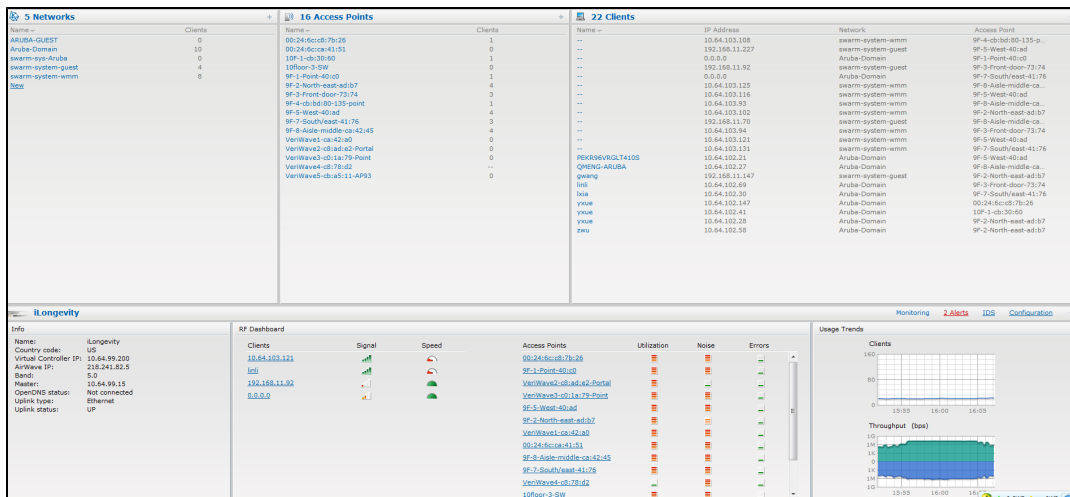 5 Networks +
Name Clients
ARUBA-GUEST 0
Aruba-Domain 10
swarm-sys-Aruba 0
swarm-system-guest 4
swarm-system-wmm 8
New
16 Access Points +
Name Clients
00:24:6c:c8:7b:26 1
00:24:6c:ca:41:51 0
10F-1-cb:30:60 1
10floor-3-SW 0
9F-1-Point-40:c0 1
9F-2-North-east-ad:b7 4
9F-3-Front-door-73:74 3
9F-4-cb:bd:80-135-point 1
9F-5-West-40:ad 4
9F-7-South/east-41:76 3
9F-8-Aisle-middle-ca:42:45 4
VeriWave1-ca:42:a0 0
VeriWave2-c8:ad:e2-Portal 0
VeriWave3-c0:1a:79-Point 0
VeriWave4-c8:78:d2 --
VeriWave5-cb:a5:11-AP93 0
22 Clients
Name IP Address Network Access Point
-- 10.64.103.108 swarm-system-wmm 9F-4-cb:bd:80-135-p...
-- 192.168.11.227 swarm-system-guest 9F-5-West-40:ad
-- 0.0.0.0 Aruba-Domain 9F-1-Point-40:c0
-- 192.168.11.92 swarm-system-guest 9F-3-Front-door-73:74
-- 0.0.0.0 Aruba-Domain 9F-7-South/east-41:76
-- 10.64.103.125 swarm-system-wmm 9F-8-Aisle-middle-ca...
-- 10.64.103.116 swarm-system-wmm 9F-5-West-40:ad
-- 10.64.103.93 swarm-system-wmm 9F-8-Aisle-middle-ca...
-- 10.64.103.102 swarm-system-wmm 9F-2-North-east-ad:b7
-- 192.168.11.70 swarm-system-guest 9F-8-Aisle-middle-ca...
-- 10.64.103.94 swarm-system-wmm 9F-3-Front-door-73:74
-- 10.64.103.121 swarm-system-wmm 9F-5-West-40:ad
-- 10.64.103.131 swarm-system-wmm 9F-7-South/east-41:76
PEKR96VRGLT410S 10.64.102.21 Aruba-Domain 9F-5-West-40:ad
QMENG-ARUBA 10.64.102.27 Aruba-Domain 9F-8-Aisle-middle-ca...
gwang 192.168.11.147 swarm-system-guest 9F-2-North-east-ad:b7
linli 10.64.102.69 Aruba-Domain 9F-3-Front-door-73:74
lxia 10.64.102.30 Aruba-Domain 9F-7-South/east-41:76
yxue 10.64.102.147 Aruba-Domain 00:24:6c:c8:7b:26
yxue 10.64.102.41 Aruba-Domain 10F-1-cb:30:60
yxue 10.64.102.28 Aruba-Domain 9F-2-North-east-ad:b7
zwu 10.64.102.58 Aruba-Domain 9F-2-North-east-ad:b7
iLongevity Monitoring 2 Alerts IDS Configuration
Info
Name: iLongevity
Country code: US
Virtual Controller IP: 10.64.99.200
AirWave IP: 218.241.82.5
Band: 5.0
Master: 10.64.99.15
OpenDNS status: Not connected
Uplink type: Ethernet
Uplink status: UP
RF Dashboard
Clients Signal Speed
10.64.103.121
linli
192.168.11.92
0.0.0.0
Access Points Utilization Noise Errors
00:24:6c:c8:7b:26
9F-1-Point-40:c0
VeriWave2-c8:ad:e2-Portal
VeriWave3-c0:1a:79-Point
9F-5-West-40:ad
9F-2-North-east-ad:b7
VeriWave1-ca:42:a0
00:24:6c:ca:41:51
9F-8-Aisle-middle-ca:42:45
9F-7-South/east-41:76
VeriWave4-c8:78:d2
10floor-3-SW
Usage Trends
Clients
160
80
0
15:55 16:00 16:05
Throughput (bps)
1G
1M
1K
0
1K
1M
1G
15:55 16:00